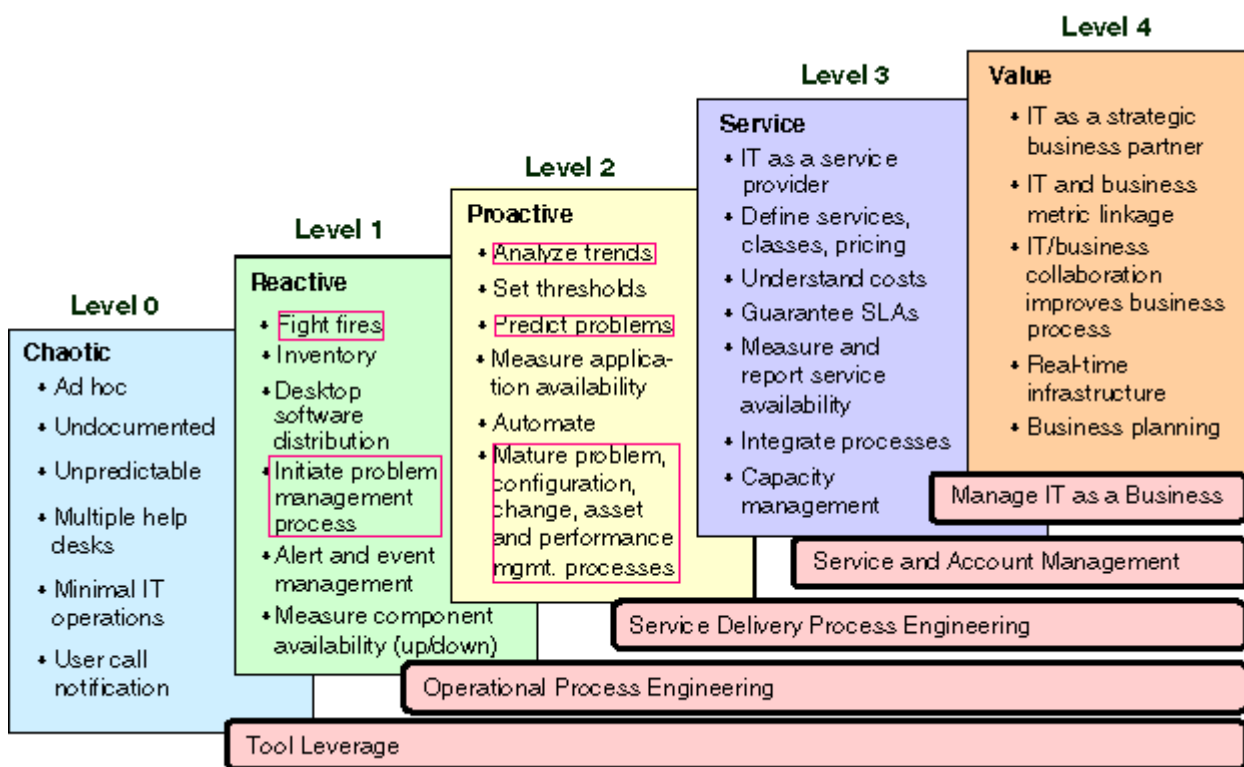 Level 0
Chaotic
• Ad hoc
• Undocumented
• Unpredictable
• Multiple help
desks
• Minimal IT
operations
• User call
notification
Level 1
Reactive
• Fight fires
• Inventory
• Desktop
software
distribution
• Initiate problem
management
process
• Alert and event
management
• Measure component
availability (up/down)
Level 2
Proactive
• Analyze trends
• Set thresholds
• Predict problems
• Measure applica-
tion availability
• Automate
• Mature problem,
configuration,
change, asset
and performance
mgmt. processes
Level 3
Service
• IT as a service
provider
• Define services,
classes, pricing
• Understand costs
• Guarantee SLAs
• Measure and
report service
availability
• Integrate processes
• Capacity
management
Level 4
Value
• IT as a strategic
business partner
• IT and business
metric linkage
• IT/business
collaboration
improves business
process
• Real-time
infrastructure
• Business planning
Manage IT as a Business
Service and Account Management
Service Delivery Process Engineering
Operational Process Engineering
Tool Leverage